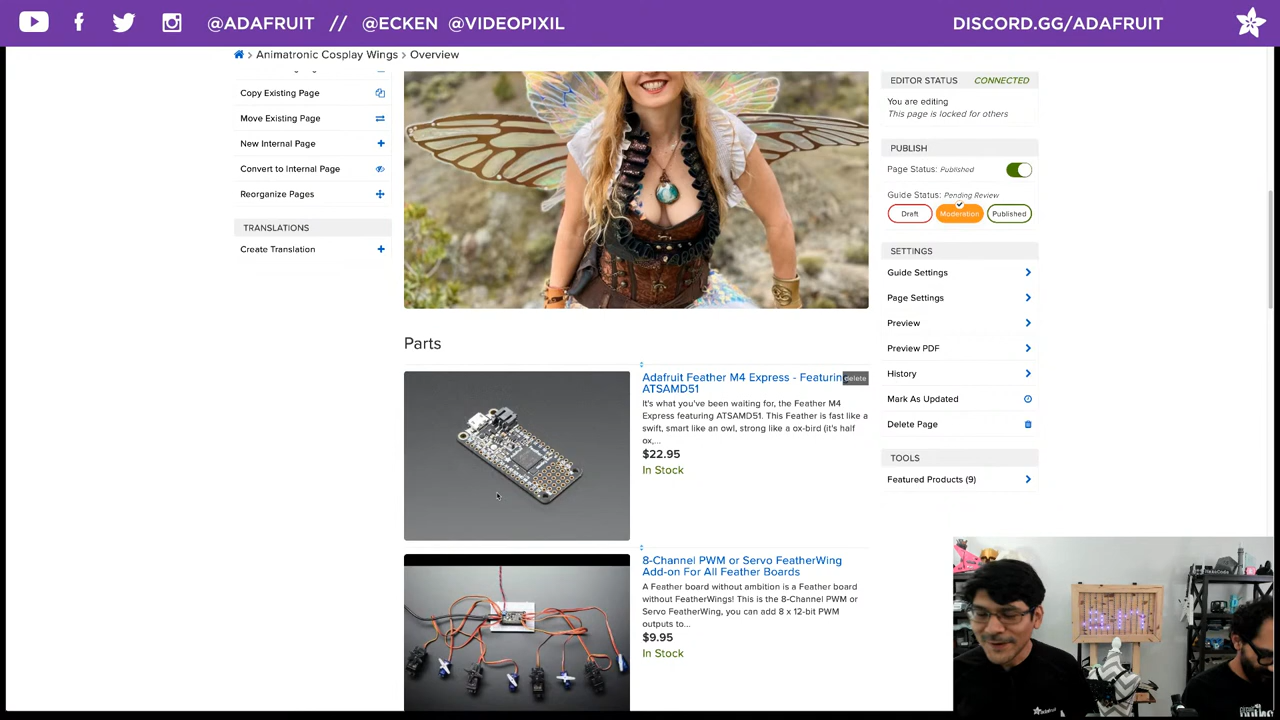 @ADAFRUIT // @ECKEN @VIDEOPIXIL
DISCORD.GG/ADAFRUIT
Animatronic Cosplay Wings > Overview
Copy Existing Page
Move Existing Page
New Internal Page
Convert to Internal Page
Reorganize Pages
TRANSLATIONS
Create Translation
Parts
Adafruit Feather M4 Express - Featurin
delete
ATSAMD51
It's what you've been waiting for, the Feather M4
Express featuring ATSAMD51. This Feather is fast like a
swift, smart like an owl, strong like a ox-bird (it's half
ox,...
$22.95
In Stock
8-Channel PWM or Servo FeatherWing
Add-on For All Feather Boards
A Feather board without ambition is a Feather board
without FeatherWings! This is the 8-Channel PWM or
Servo FeatherWing, you can add 8 x 12-bit PWM
outputs to...
$9.95
In Stock
EDITOR STATUS CONNECTED
You are editing
This page is locked for others
PUBLISH
Page Status: Published
Guide Status: Pending Review
Draft
Moderation
Published
SETTINGS
Guide Settings
Page Settings
Preview
Preview PDF
History
Mark As Updated
Delete Page
TOOLS
Featured Products (9)